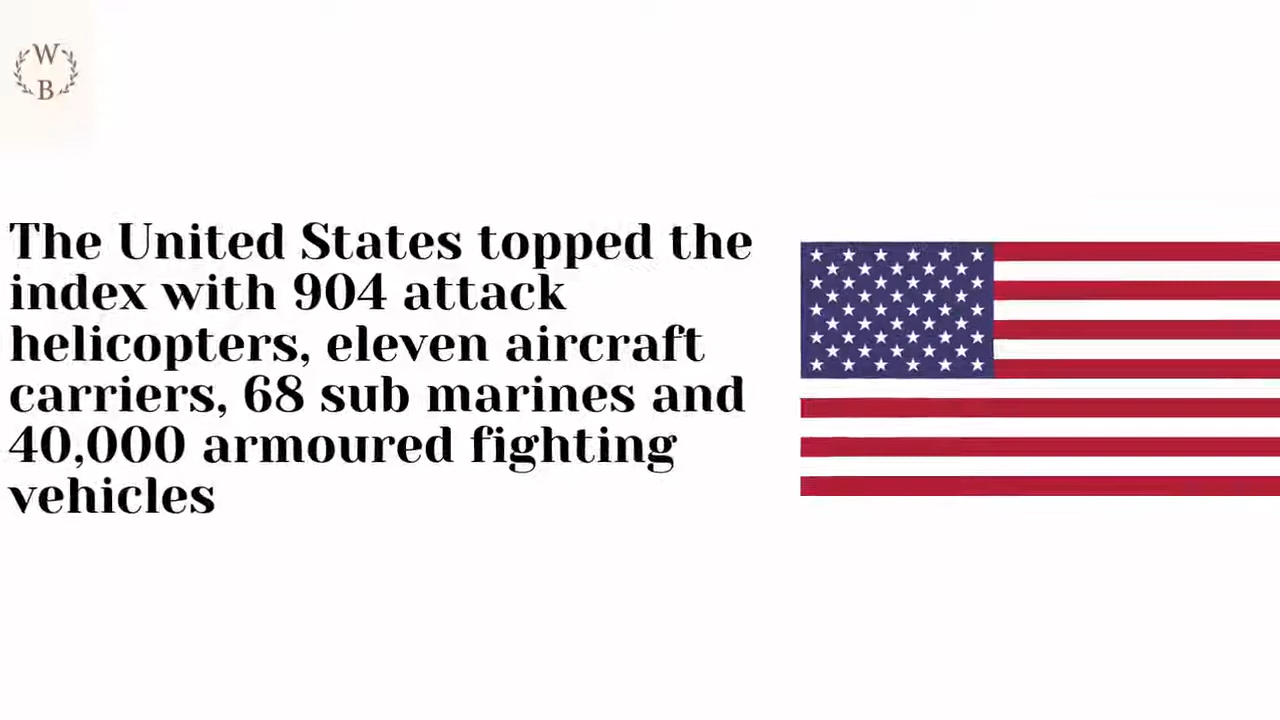 W
B
The United States topped the
index with 904 attack
helicopters, eleven aircraft
carriers, 68 sub marines and
40,000 armoured fighting
vehicles